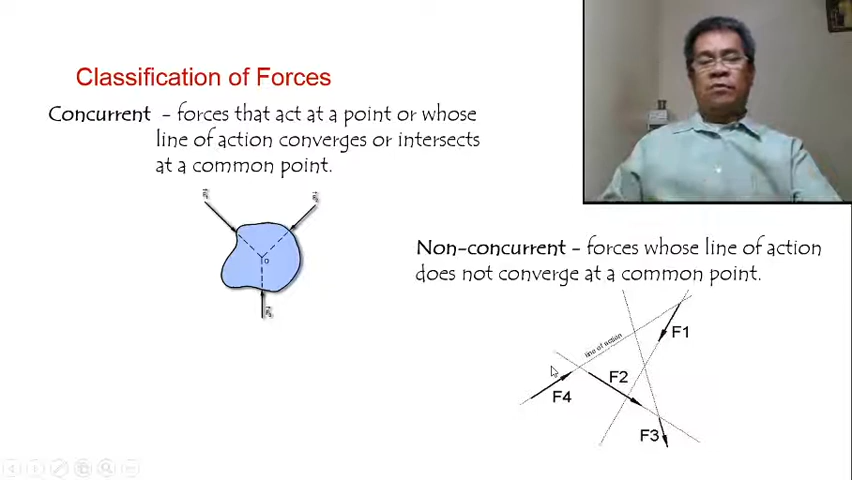 Classification of Forces
Concurrent - forces that act at a point or whose
line of action converges or intersects
at a common point.
o
Non-concurrent - forces whose line of action
does not converge at a common point.
line of action
F1
F2
F4
F3